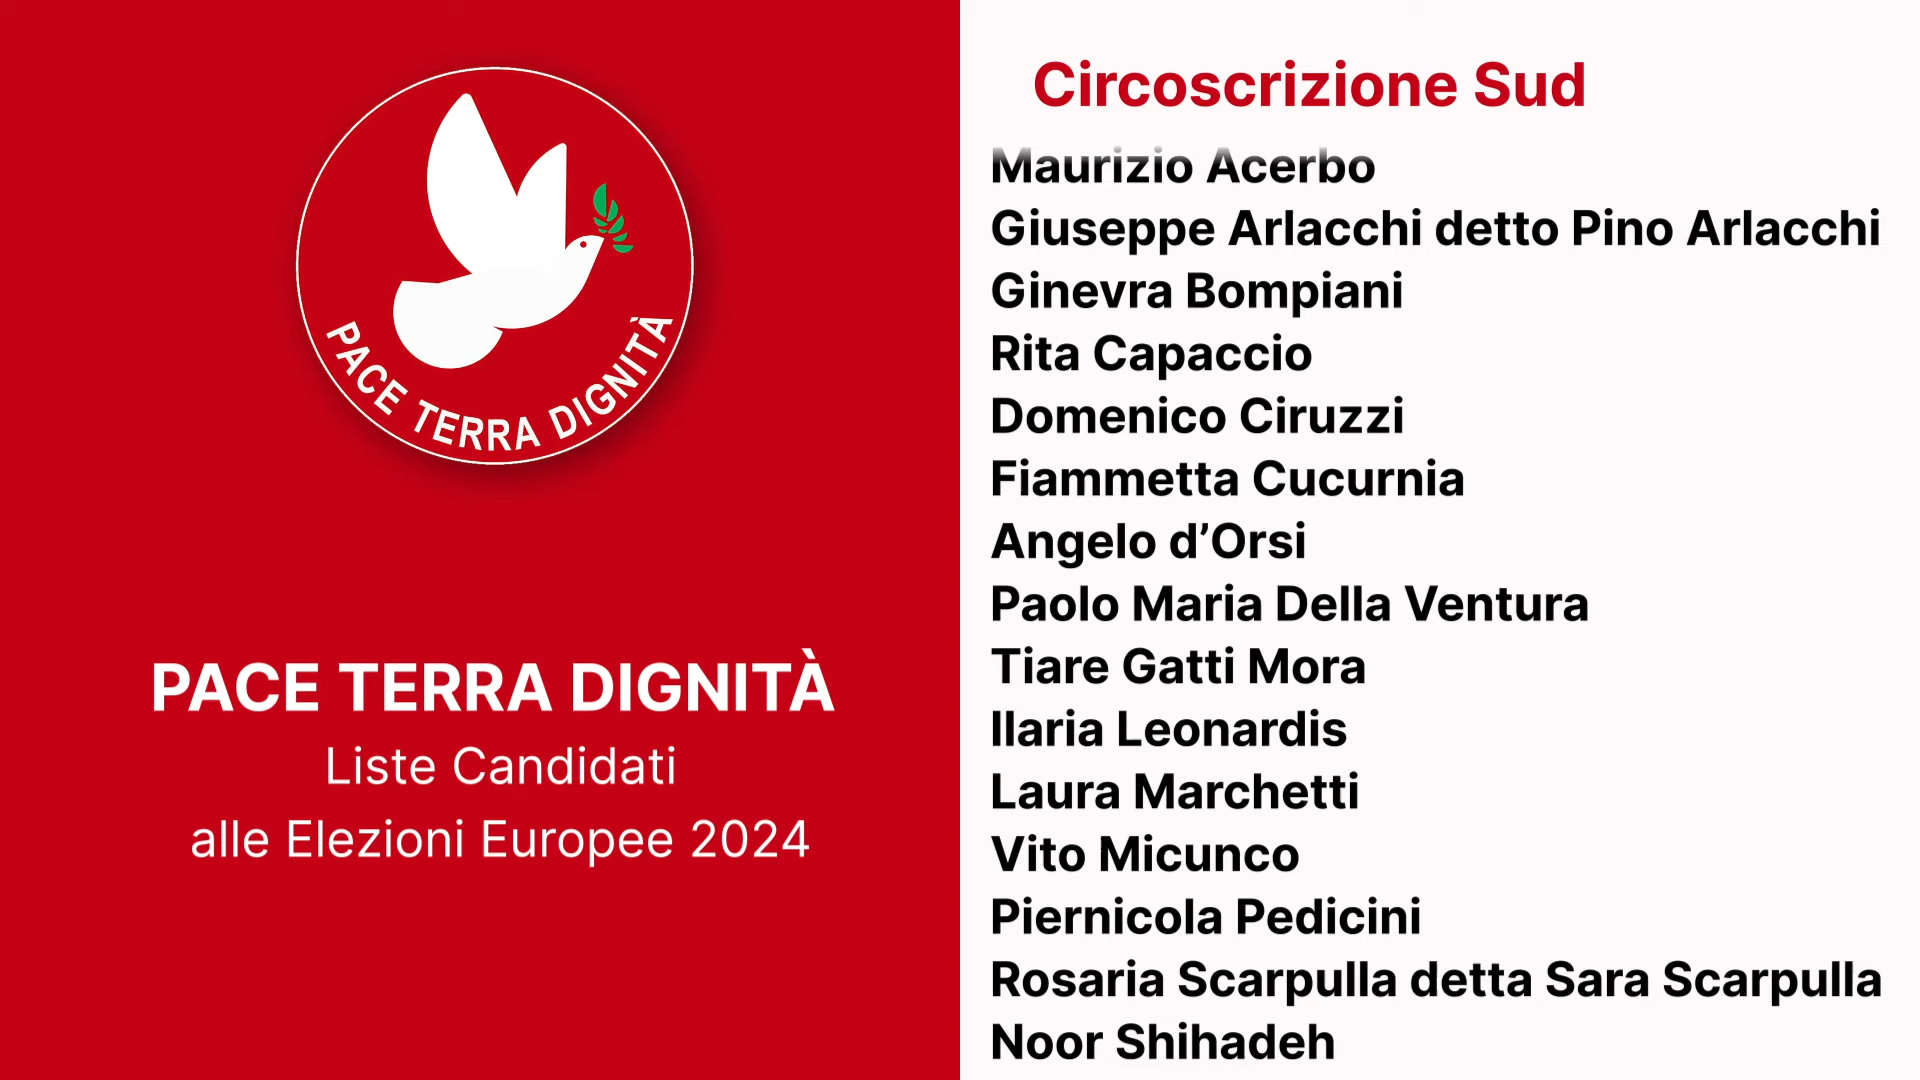 PACE TERRA DIGNITÀ
PACE TERRA DIGNITÀ
Liste Candidati
alle Elezioni Europee 2024
Circoscrizione Sud
Maurizio Acerbo
Giuseppe Arlacchi detto Pino Arlacchi
Ginevra Bompiani
Rita Capaccio
Domenico Ciruzzi
Fiammetta Cucurnia
Angelo d’Orsi
Paolo Maria Della Ventura
Tiare Gatti Mora
Ilaria Leonardis
Laura Marchetti
Vito Micunco
Piernicola Pedicini
Rosaria Scarpulla detta Sara Scarpulla
Noor Shihadeh